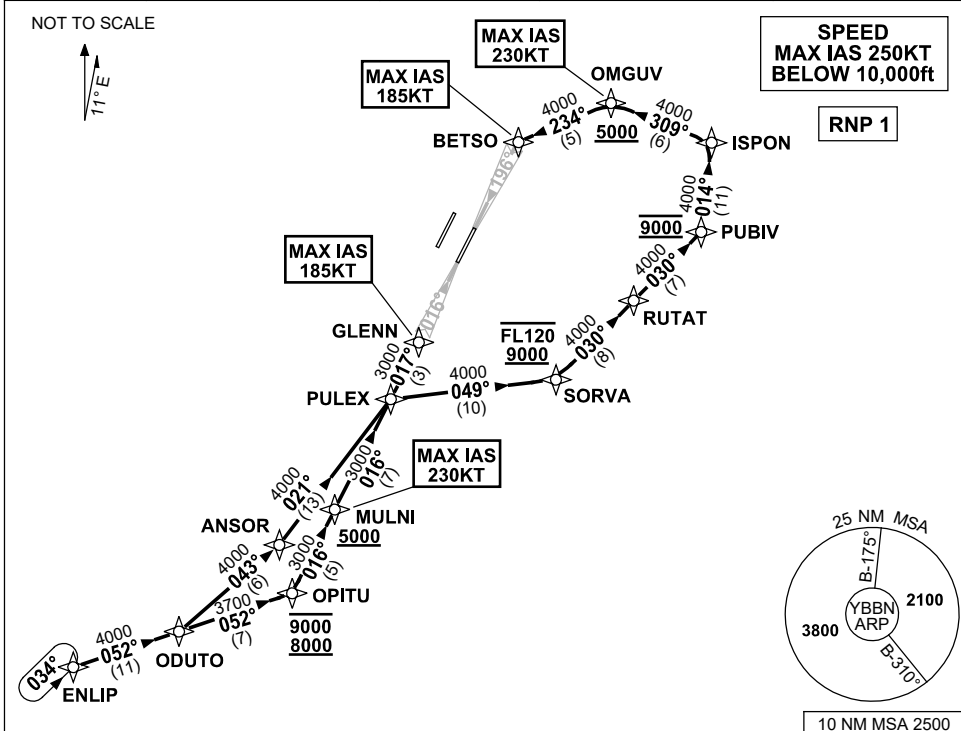 NOT TO SCALE
11° E
SPEED
MAX IAS 250KT
BELOW 10,000ft
RNP 1
MAX IAS
230KT
MAX IAS
185KT
OMGUV
5000
BETSO
4000
234°
(5)
4000
309°
(6)
ISPON
196°
4000
014°
(11)
9000
PUBIV
MAX IAS
185KT
4000
030°
(7)
RUTAT
016°
GLENN
3000
017°
(3)
FL120
9000
4000
030°
(8)
SORVA
PULEX
4000
049°
(10)
MAX IAS
230KT
3000
016°
(7)
4000
021°
(13)
MULNI
5000
ANSOR
3000
016°
(5)
4000
043°
(6)
OPITU
9000
8000
3700
052°
(7)
ODUTO
4000
052°
(11)
034°
ENLIP
25 NM MSA
B-175°
YBBN
ARP
2100
3800
B-310°
10 NM MSA 2500